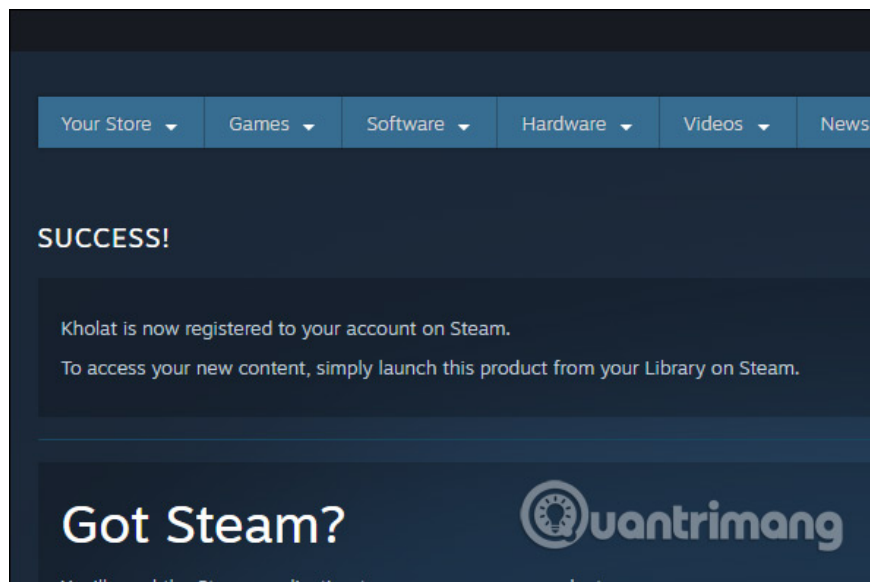 Your Store Games Software Hardware Videos News
SUCCESS!
Kholat is now registered to your account on Steam.
To access your new content, simply launch this product from your Library on Steam.
Got Steam?
Quantrimang